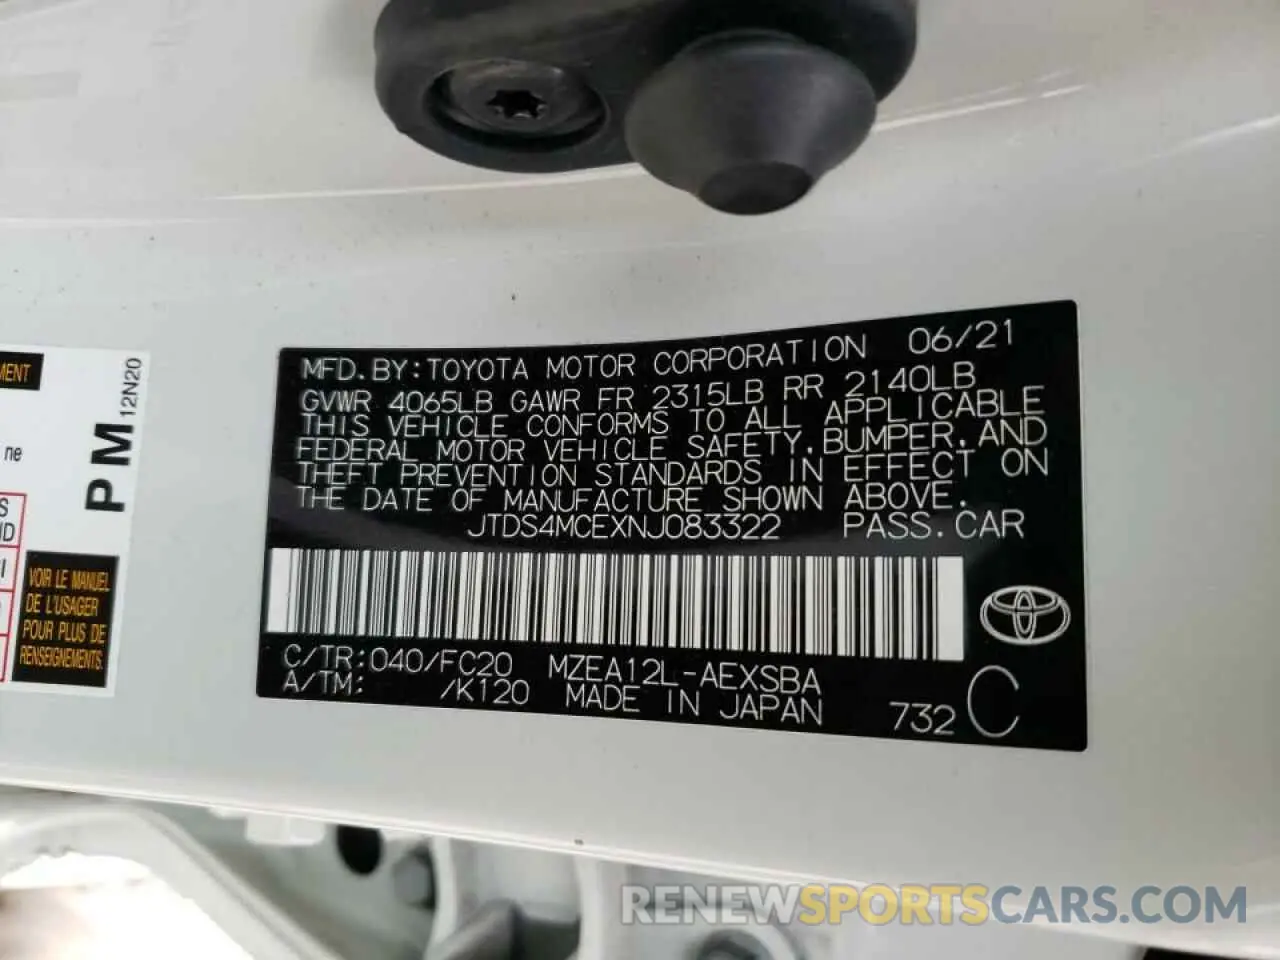 MFD. BY: TOYOTA MOTOR CORPORATION 06/21
GVWR 4065LB GAWR FR 2315LB RR 2140LB
THIS VEHICLE CONFORMS TO ALL APPLICABLE
FEDERAL MOTOR VEHICLE SAFETY, BUMPER, AND
THEFT PREVENTION STANDARDS IN EFFECT ON
THE DATE OF MANUFACTURE SHOWN ABOVE.
JTDS4MCEXNJ083322 PASS. CAR
C/TR: 040/FC20 MZEA12L-AEXSBA
A/TM: /K120 MADE IN JAPAN 732 C
PM 12N20
ne
VOIR LE MANUEL
DE L'USAGER
POUR PLUS DE
RENSEIGNEMENTS.
RENEWSPORTSCARS.COM